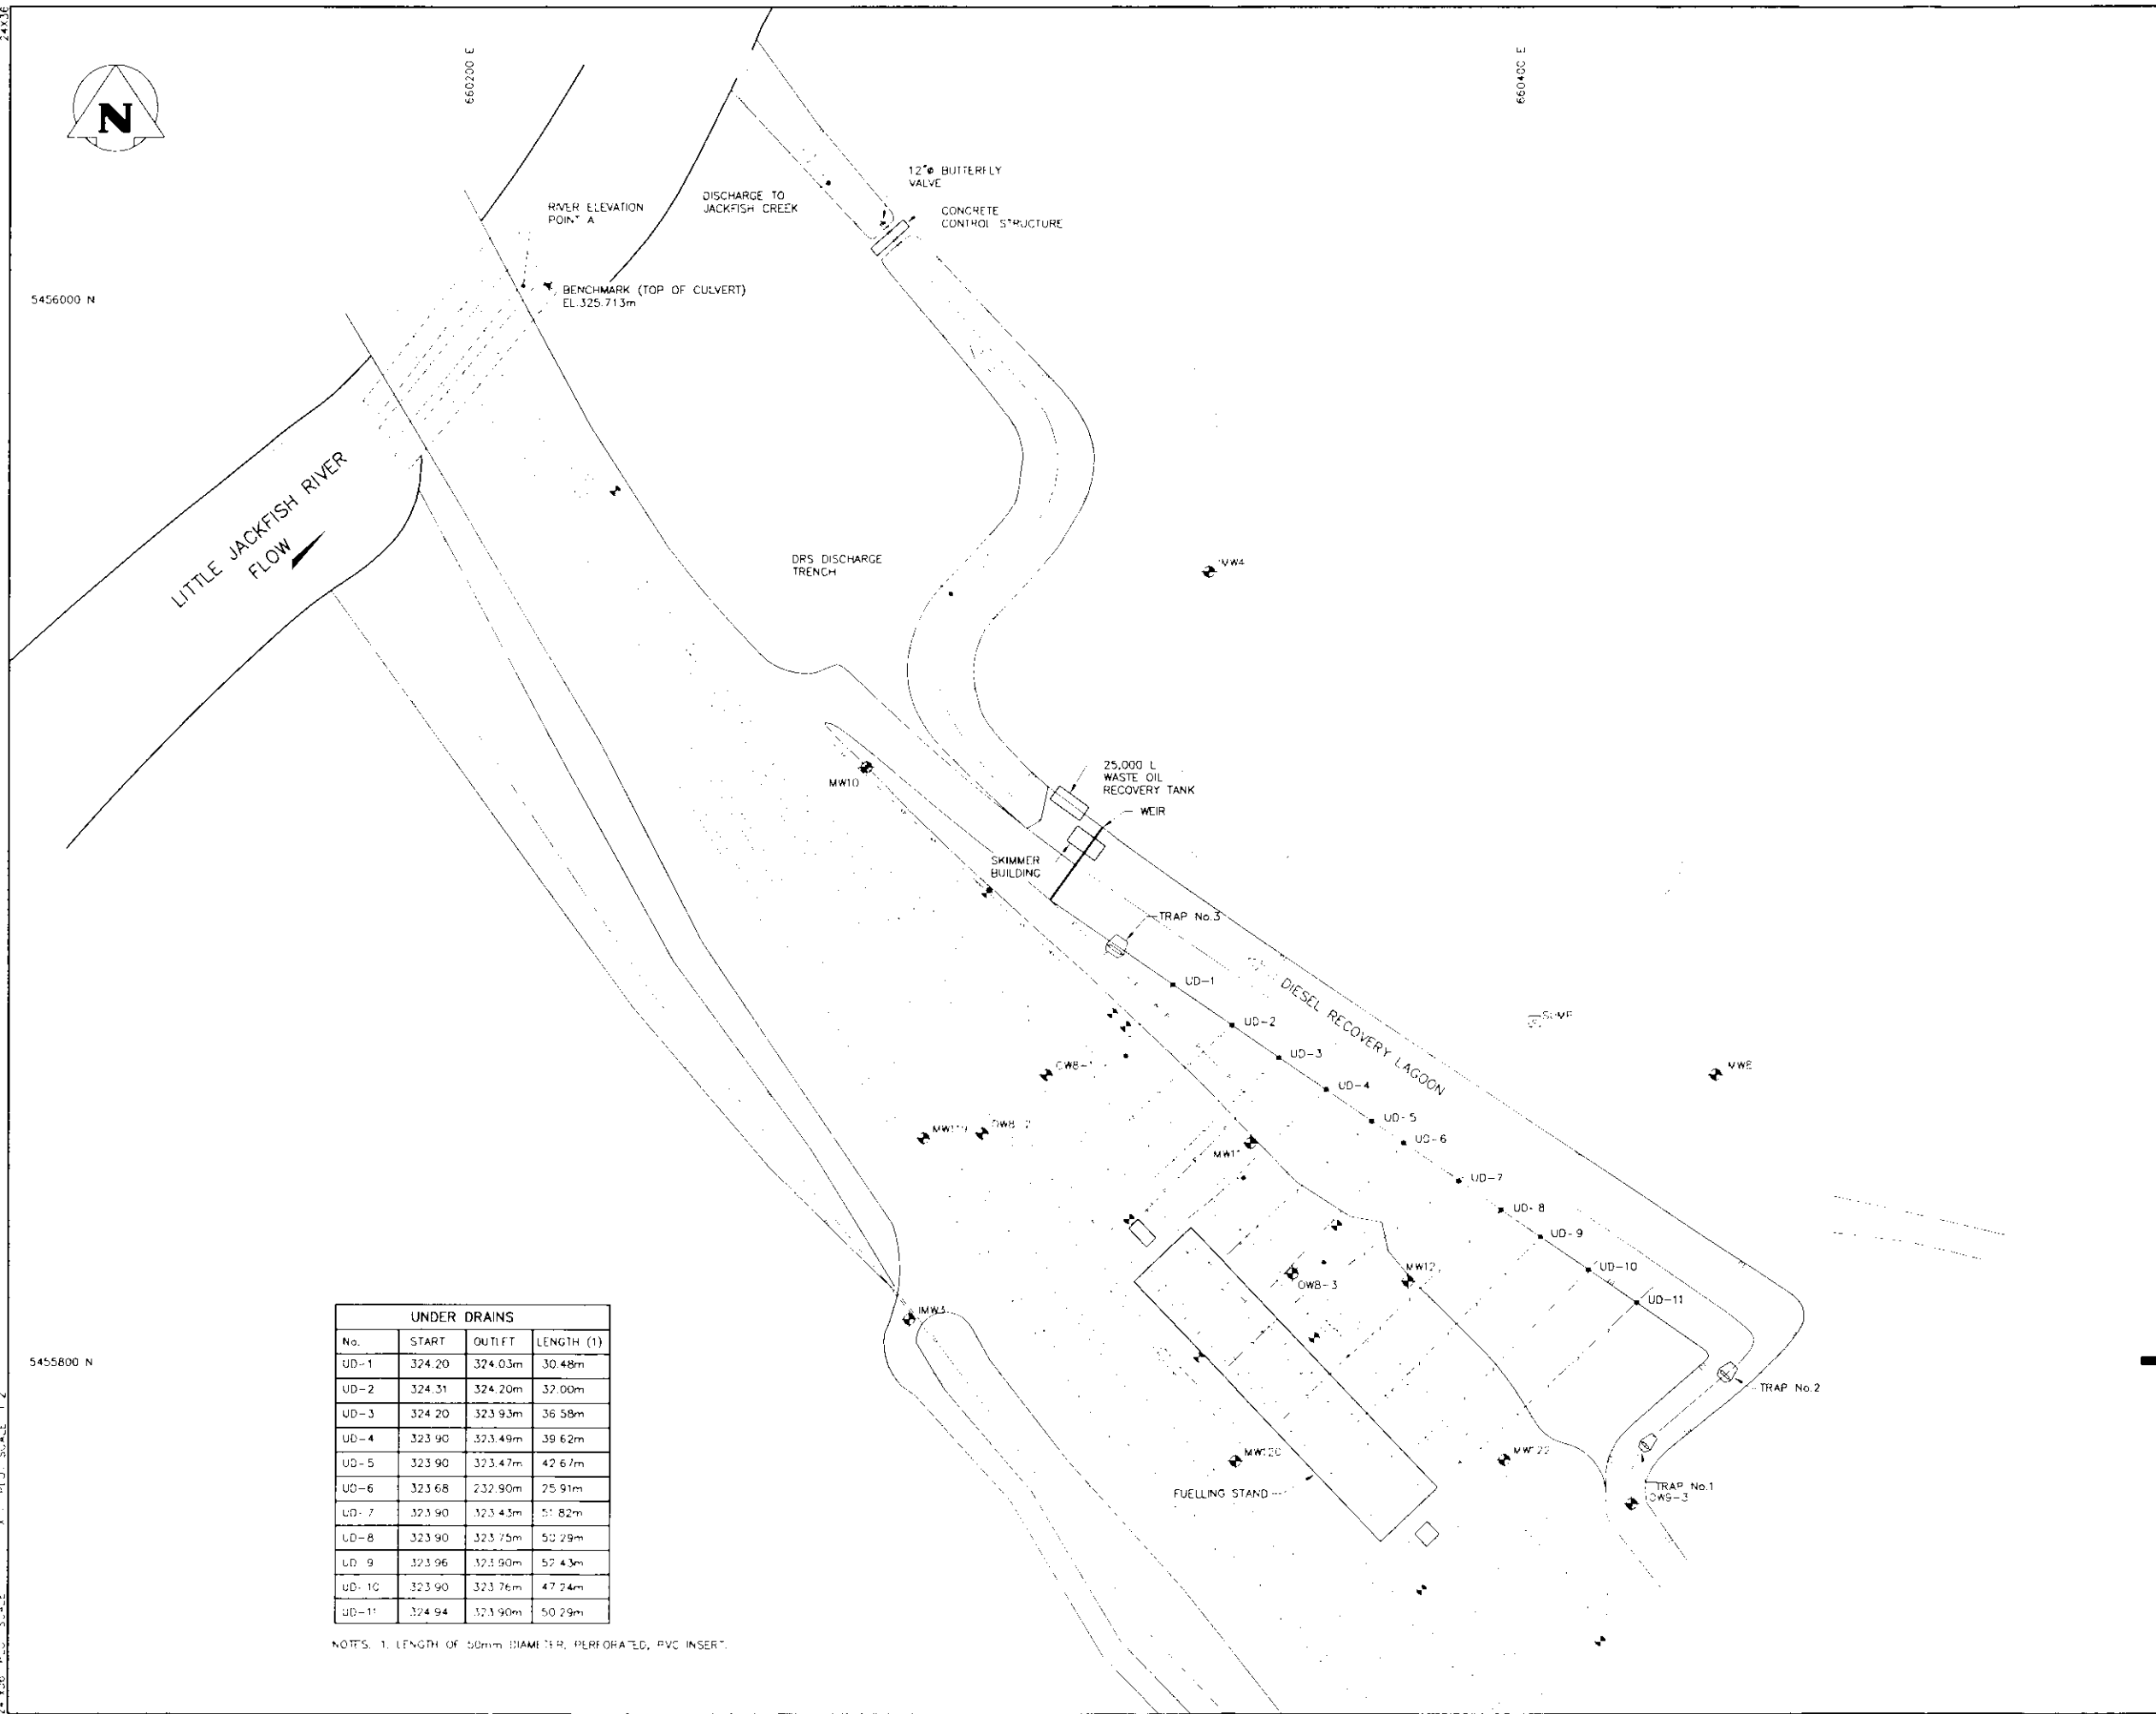 24X36
N
660200 E
5456000 N
12"ø BUTTERFLY
VALVE
CONCRETE
CONTROL STRUCTURE
RIVER ELEVATION
POINT A
DISCHARGE TO
JACKFISH CREEK
BENCHMARK (TOP OF CULVERT)
EL.325.713m
LITTLE JACKFISH RIVER
FLOW
DRS DISCHARGE
TRENCH
MW4
MW10
25,000 L
WASTE OIL
RECOVERY TANK
WEIR
SKIMMER
BUILDING
TRAP No.3
DIESEL RECOVERY LAGOON
UD-1
UD-2
UD-3
UD-4
UD-5
UD-6
UD-7
UD-8
UD-9
UD-10
UD-11
OW8-3
MW12
TRAP No.2
TRAP No.1
OW9-3
FUELLING STAND
5455800 N
UNDER DRAINS
No. START OUTLET LENGTH (1)
UD-1 324.20 324.03m 30.48m
UD-2 324.31 324.20m 32.00m
UD-3 324 20 323 93m 36 58m
UD-4 323 90 323.49m 39 62m
UD-5 323 90 323.47m 42 67m
UD-6 323 68 232.90m 25 91m
UD-7 323 90 323 43m 51 82m
UD-8 323 90 323 75m 50 29m
UD 9 323 96 323 90m 52 43m
UD-10 323 90 323 76m 47 24m
UD-11 324 94 323 90m 50 29m
NOTES. 1. LENGTH OF 50mm DIAMETER, PERFORATED, PVC INSERT.